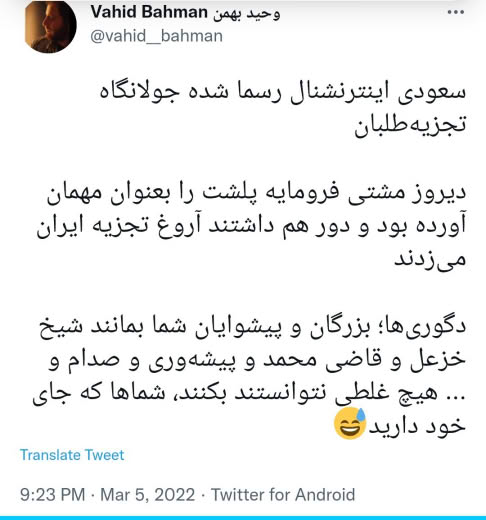 Vahid Bahman وحید بهمن
@vahid__bahman
سعودی اینترنشنال رسما شده جولانگاه
تجزیه‌طلبان
دیروز مشتی فرومایه پلشت را بعنوان مهمان
آورده بود و دور هم داشتند آروغ تجزیه ایران
می‌زدند
دگوری‌ها؛ بزرگان و پیشوایان شما بمانند شیخ
خزعل و قاضی محمد و پیشه‌وری و صدام و
... هیچ غلطی نتوانستند بکنند، شماها که جای
خود دارید😅
Translate Tweet
9:23 PM · Mar 5, 2022 · Twitter for Android